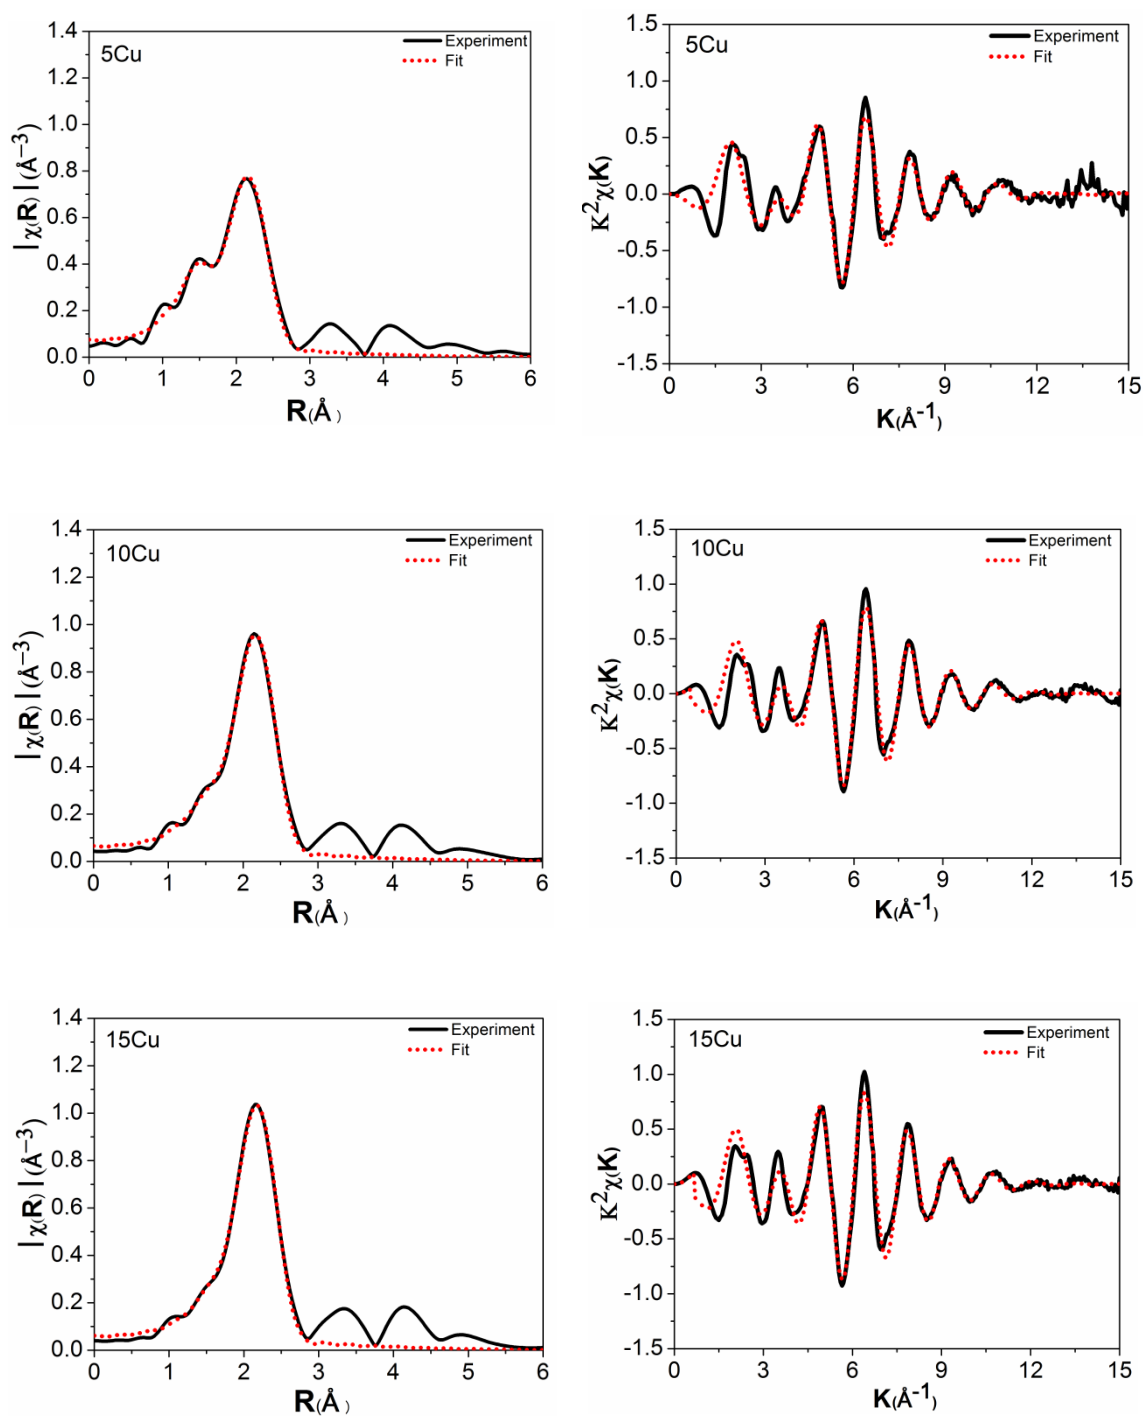 5Cu
Experiment
Fit
1.4
1.2
1.0
0.8
0.6
0.4
0.2
0.0
0 1 2 3 4 5 6
|χ(R)|(Å−3)
R(Å)
5Cu
Experiment
Fit
1.5
1.0
0.5
0.0
-0.5
-1.0
-1.5
0 3 6 9 12 15
K²χ(K)
K(Å-1)
10Cu
Experiment
Fit
1.4
1.2
1.0
0.8
0.6
0.4
0.2
0.0
0 1 2 3 4 5 6
|χ(R)|(Å−3)
R(Å)
10Cu
Experiment
Fit
1.5
1.0
0.5
0.0
-0.5
-1.0
-1.5
0 3 6 9 12 15
K²χ(K)
K(Å-1)
15Cu
Experiment
Fit
1.4
1.2
1.0
0.8
0.6
0.4
0.2
0.0
0 1 2 3 4 5 6
|χ(R)|(Å−3)
R(Å)
15Cu
Experiment
Fit
1.5
1.0
0.5
0.0
-0.5
-1.0
-1.5
0 3 6 9 12 15
K²χ(K)
K(Å-1)